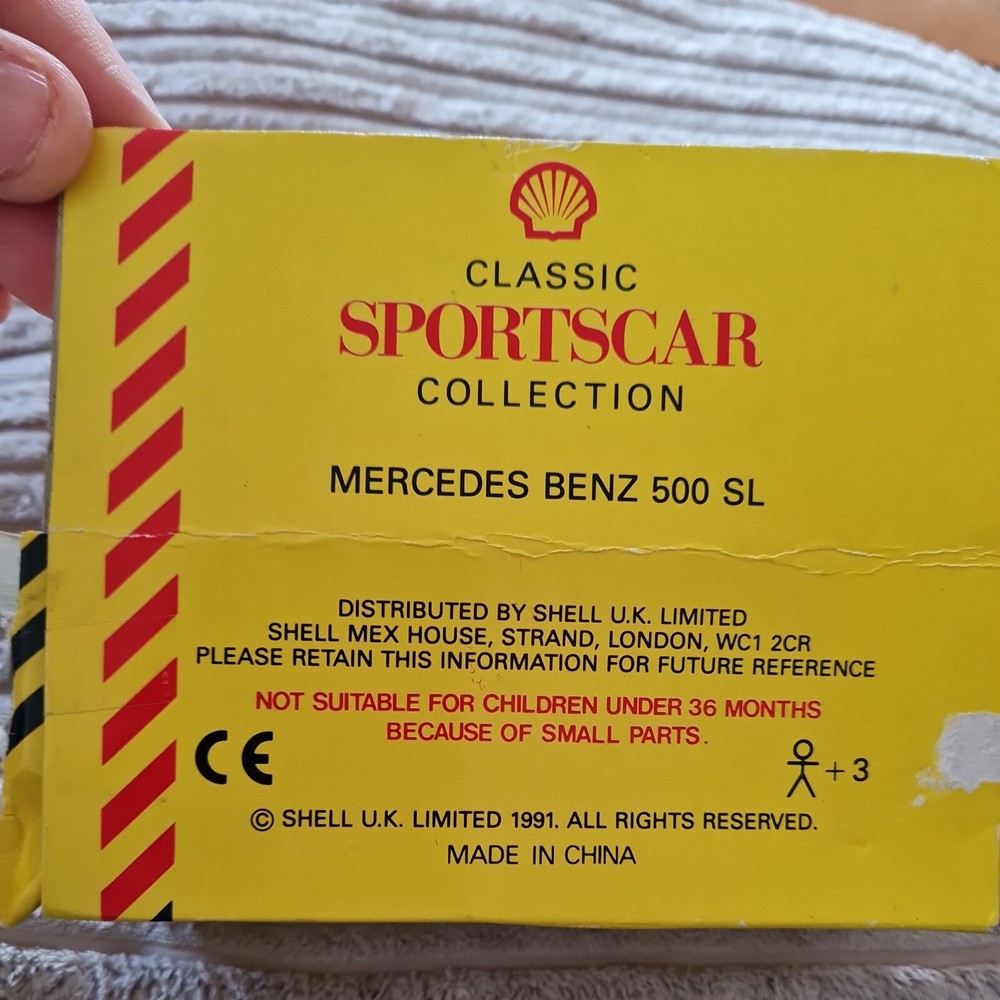 CLASSIC
SPORTSCAR
COLLECTION
MERCEDES BENZ 500 SL
DISTRIBUTED BY SHELL U.K. LIMITED
SHELL MEX HOUSE, STRAND, LONDON, WC1 2CR
PLEASE RETAIN THIS INFORMATION FOR FUTURE REFERENCE
NOT SUITABLE FOR CHILDREN UNDER 36 MONTHS
BECAUSE OF SMALL PARTS.
CE
+ 3
© SHELL U.K. LIMITED 1991. ALL RIGHTS RESERVED.
MADE IN CHINA